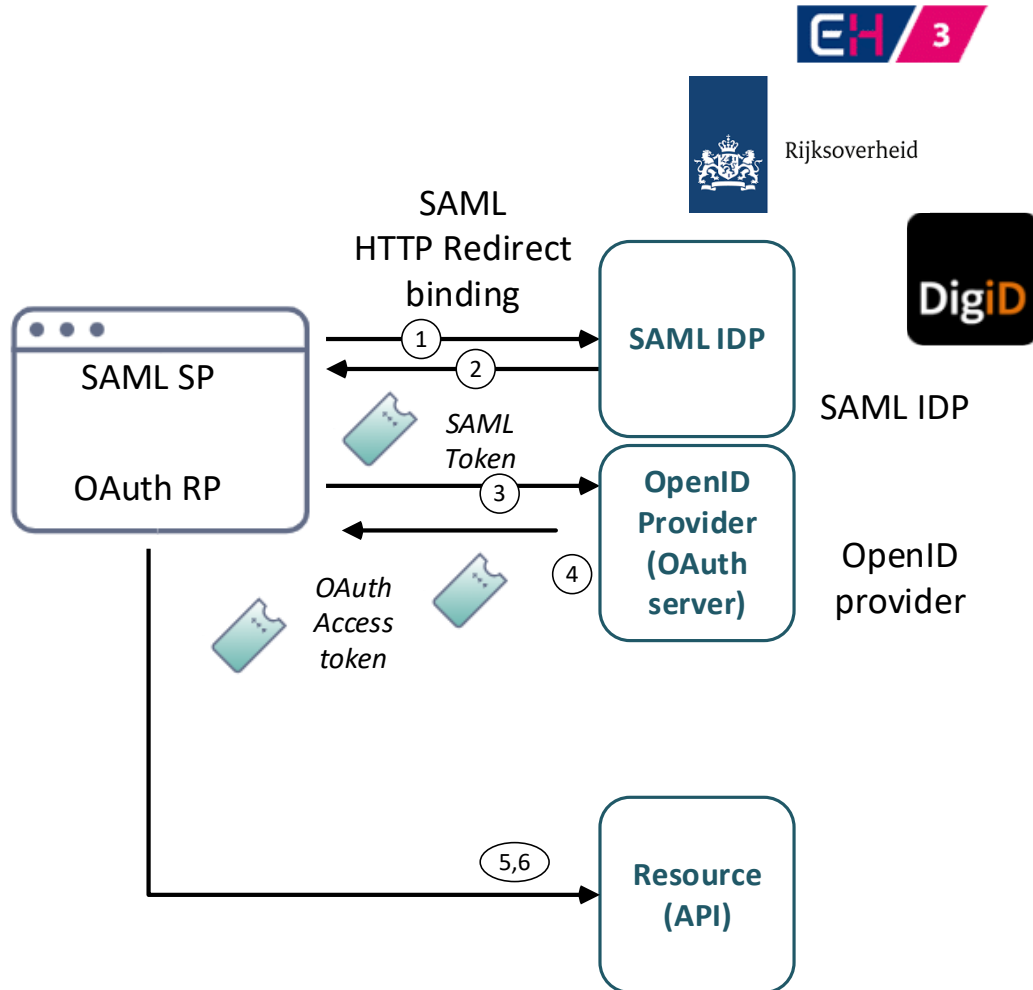 EH 3
Rijksoverheid
SAML
HTTP Redirect
binding
DigiD
SAML IDP
1
2
SAML SP
SAML IDP
SAML
Token
OAuth RP
3
OpenID
Provider
(OAuth
server)
4
OpenID
provider
OAuth
Access
token
5,6
Resource
(API)